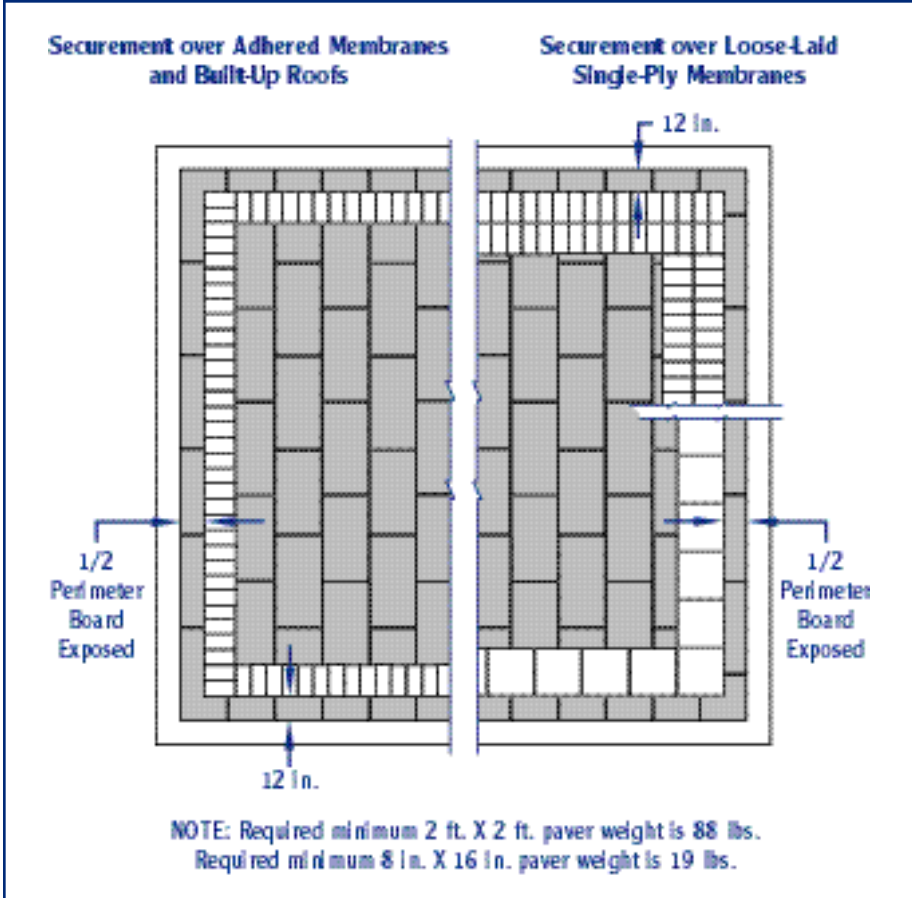 Securement over Adhered Membranes
and Built-Up Roofs
Securement over Loose-Laid
Single-Ply Membranes
12 in.
1/2
Perimeter
Board
Exposed
1/2
Perimeter
Board
Exposed
12 in.
NOTE: Required minimum 2 ft. X 2 ft. paver weight is 88 lbs.
Required minimum 8 in. X 16 in. paver weight is 19 lbs.